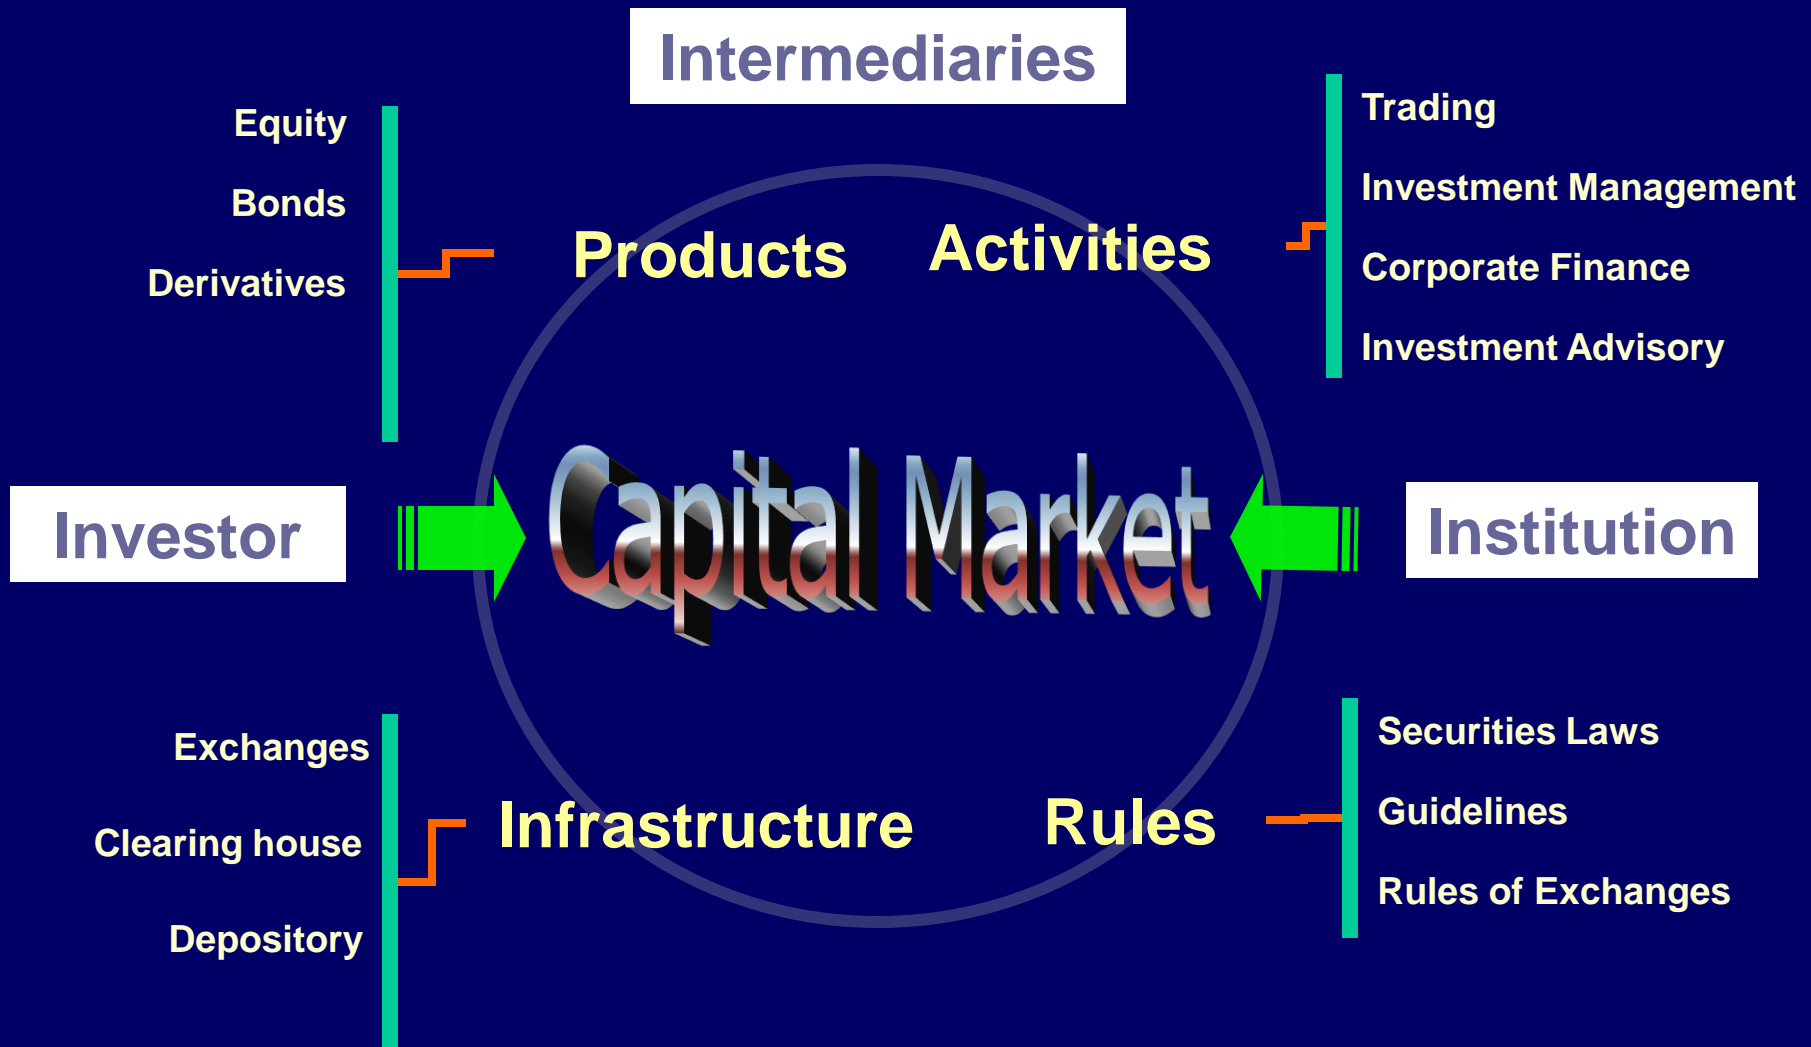 Intermediaries
Equity
Bonds
Derivatives
Products
Activities
Trading
Investment Management
Corporate Finance
Investment Advisory
Investor
Capital Market
Institution
Exchanges
Clearing house
Depository
Infrastructure
Rules
Securities Laws
Guidelines
Rules of Exchanges